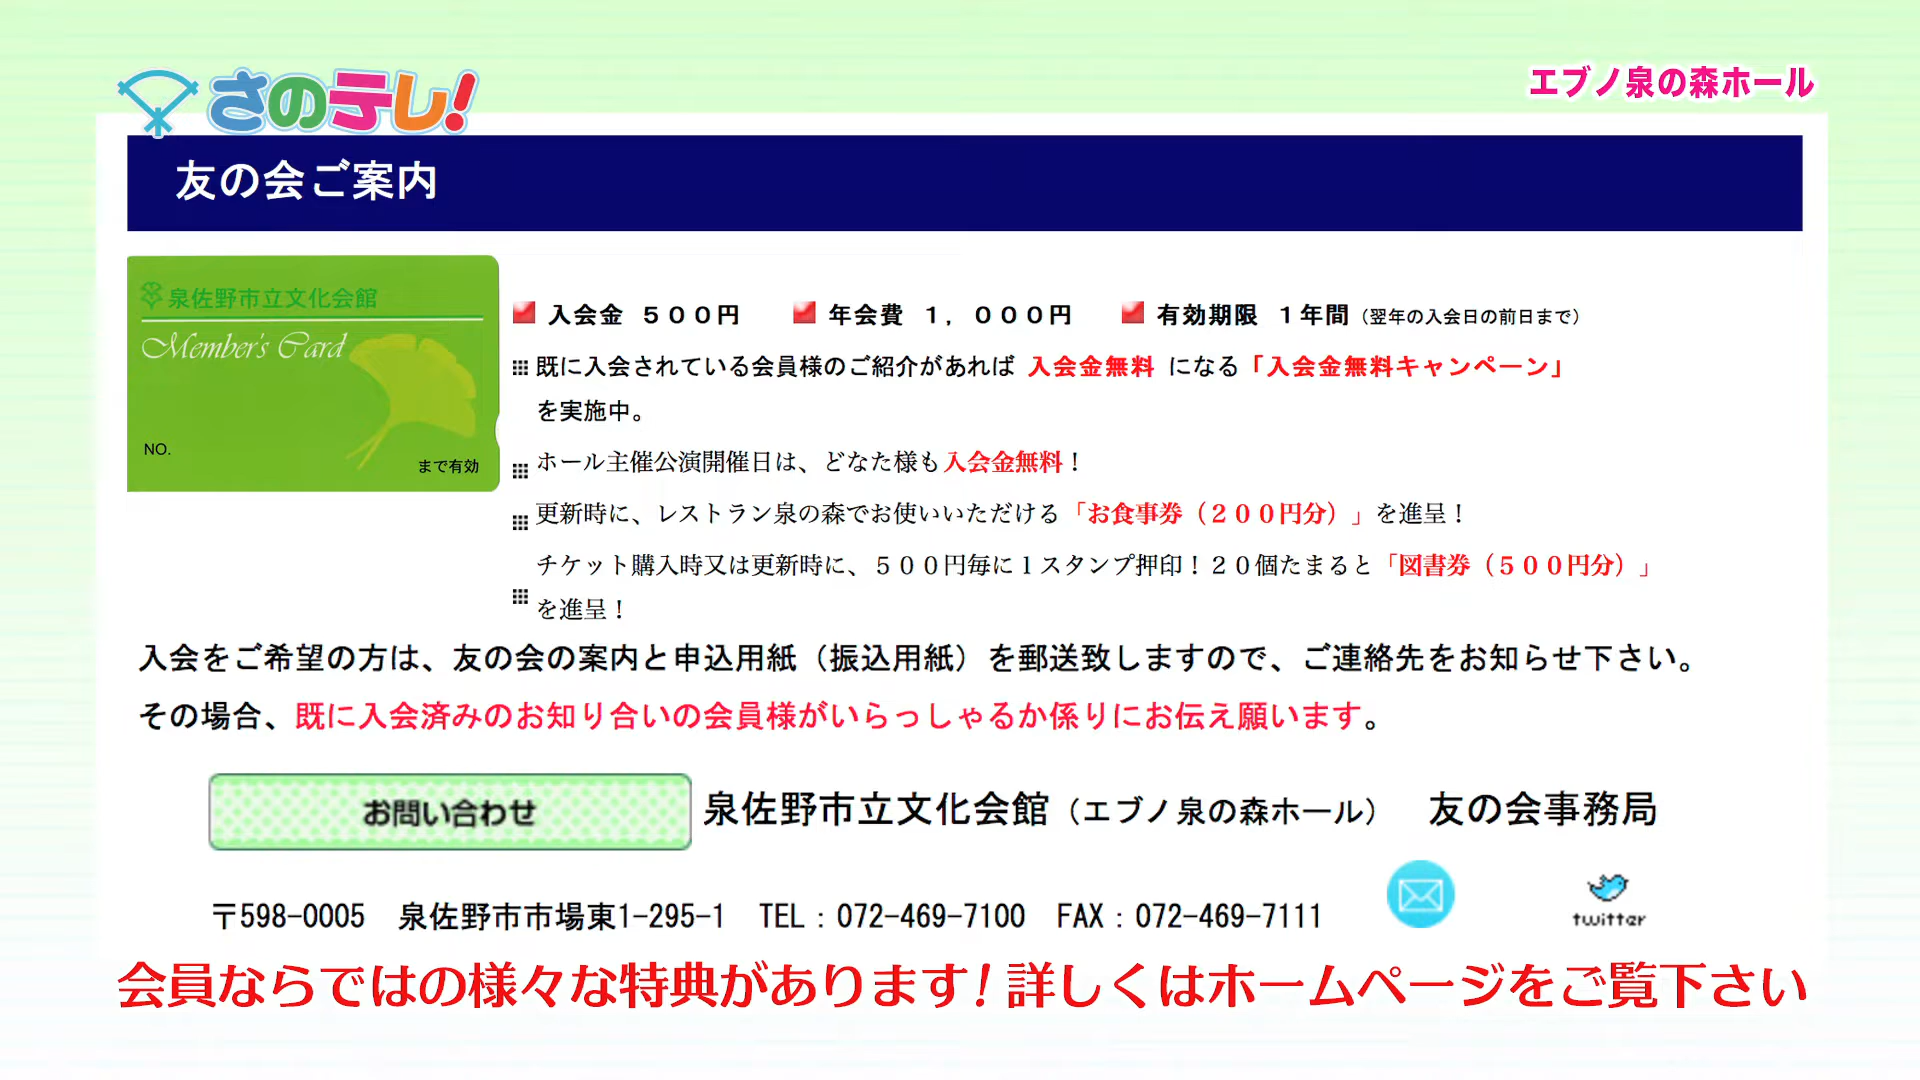 さのテレ!
エブノ泉の森ホール
友の会ご案内
泉佐野市立文化会館
Member's Card
NO.
まで有効
入会金 ５００円 年会費 １，０００円 有効期限 １年間（翌年の入会日の前日まで）
既に入会されている会員様のご紹介があれば 入会金無料 になる「入会金無料キャンペーン」
を実施中。
ホール主催公演開催日は、どなた様も入会金無料！
更新時に、レストラン泉の森でお使いいただける「お食事券（２００円分）」を進呈！
チケット購入時又は更新時に、５００円毎に１スタンプ押印！２０個たまると「図書券（５００円分）」
を進呈！
入会をご希望の方は、友の会の案内と申込用紙（振込用紙）を郵送致しますので、ご連絡先をお知らせ下さい。
その場合、既に入会済みのお知り合いの会員様がいらっしゃるか係りにお伝え願います。
お問い合わせ
泉佐野市立文化会館（エブノ泉の森ホール） 友の会事務局
〒598-0005 泉佐野市市場東1-295-1 TEL：072-469-7100 FAX：072-469-7111
twitter
会員ならではの様々な特典があります!詳しくはホームページをご覧下さい